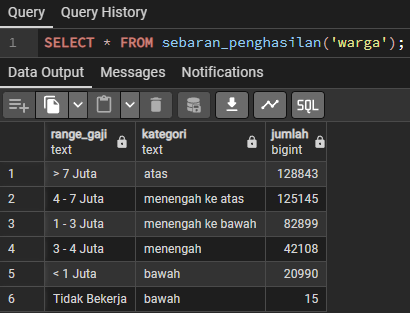 Query Query History
1 SELECT * FROM sebaran_penghasilan('warga');
Data Output Messages Notifications
SQL
range_gaji kategori jumlah
text text bigint
1 > 7 Juta atas 128843
2 4 - 7 Juta menengah ke atas 125145
3 1 - 3 Juta menengah ke bawah 82899
4 3 - 4 Juta menengah 42108
5 < 1 Juta bawah 20990
6 Tidak Bekerja bawah 15